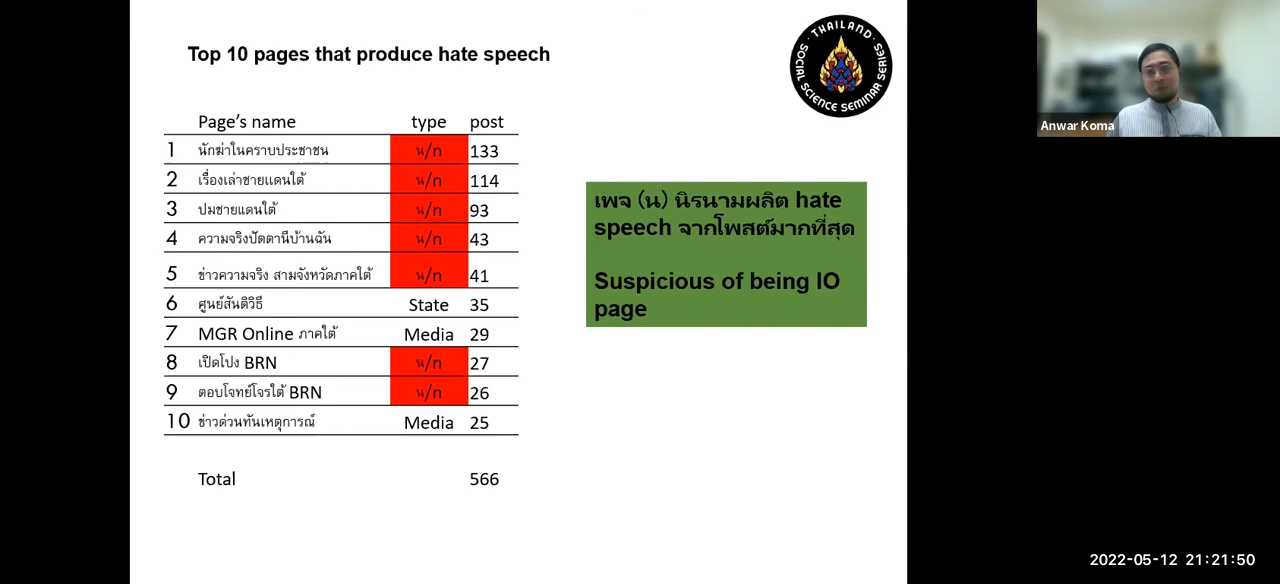 Top 10 pages that produce hate speech
THAILAND
SOCIAL SCIENCE SEMINAR SERIES
Page's name type post
1 นักฆ่าในคราบประชาชน น/n 133
2 เรื่องเล่าชายแดนใต้ น/n 114
3 ปมชายแดนใต้ น/n 93
4 ความจริงปัตตานีบ้านฉัน น/n 43
5 ข่าวความจริง สามจังหวัดภาคใต้ น/n 41
6 ศูนย์สันติวิธี State 35
7 MGR Online ภาคใต้ Media 29
8 เปิดโปง BRN น/n 27
9 ตอบโจทย์โจรใต้ BRN น/n 26
10 ข่าวด่วนทันเหตุการณ์ Media 25
Total 566
เพจ (น) นิรนามผลิต hate
speech จากโพสต์มากที่สุด
Suspicious of being IO
page
Anwar Koma
2022-05-12 21:21:50